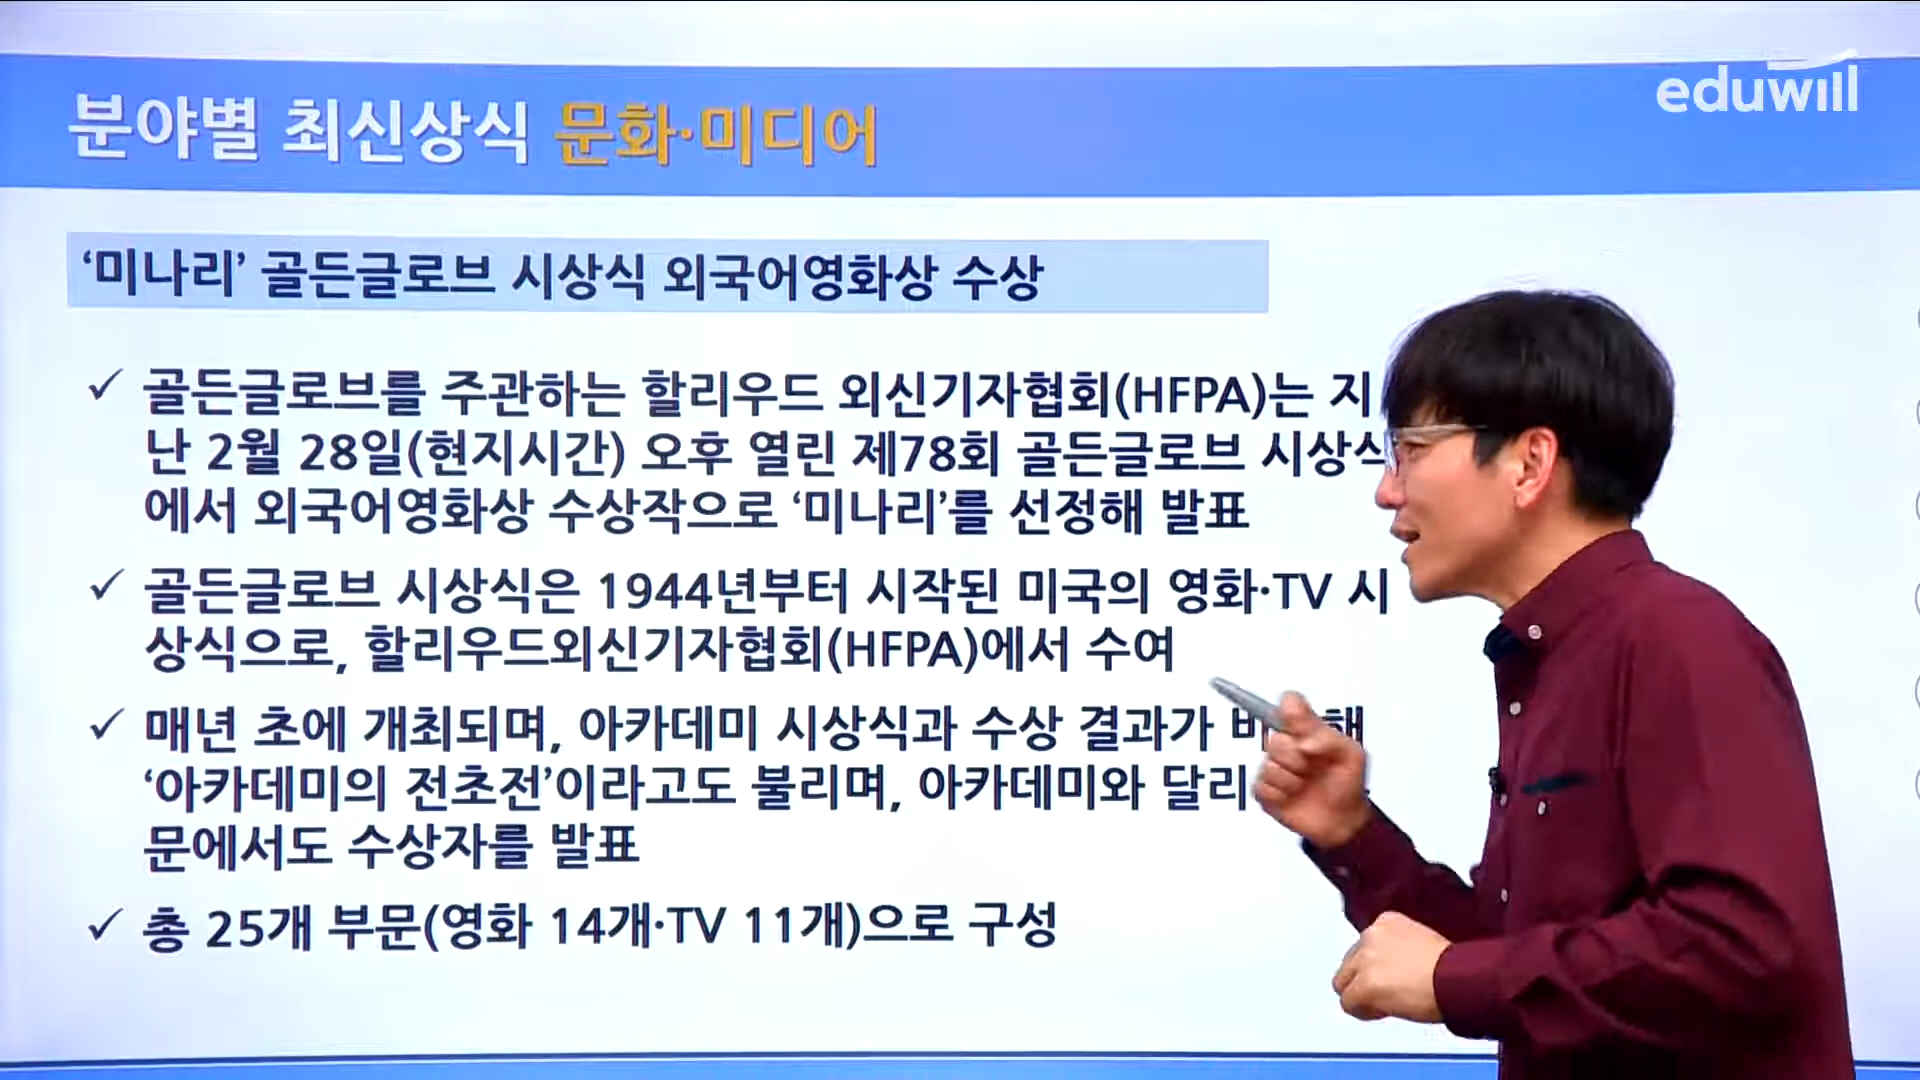 eduwill
분야별 최신상식 문화·미디어
‘미나리’ 골든글로브 시상식 외국어영화상 수상
✓ 골든글로브를 주관하는 할리우드 외신기자협회(HFPA)는 지
난 2월 28일(현지시간) 오후 열린 제78회 골든글로브 시상식
에서 외국어영화상 수상작으로 ‘미나리’를 선정해 발표
✓ 골든글로브 시상식은 1944년부터 시작된 미국의 영화·TV 시
상식으로, 할리우드외신기자협회(HFPA)에서 수여
✓ 매년 초에 개최되며, 아카데미 시상식과 수상 결과가
‘아카데미의 전초전’이라고도 불리며, 아카데미와 달리
문에서도 수상자를 발표
✓ 총 25개 부문(영화 14개·TV 11개)으로 구성